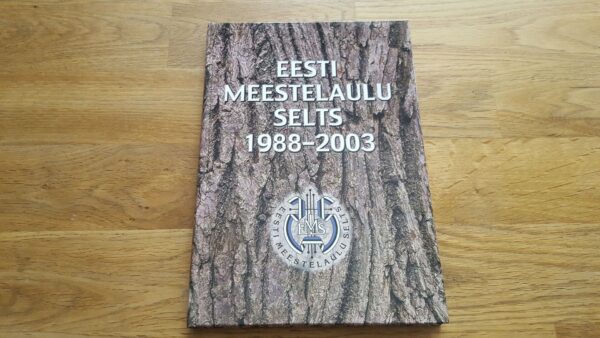 EESTI
MEESTELAULU
SELTS
1988–2003
EMS
EESTI MEESTELAULU SELTS